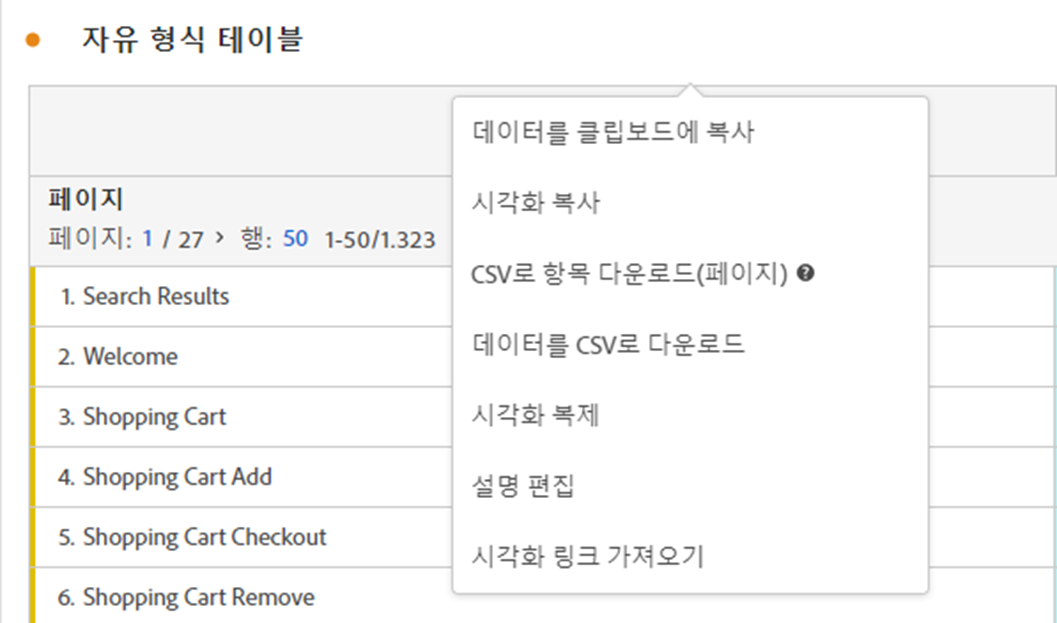 자유 형식 테이블
데이터를 클립보드에 복사
시각화 복사
CSV로 항목 다운로드(페이지) ?
데이터를 CSV로 다운로드
시각화 복제
설명 편집
시각화 링크 가져오기
페이지
페이지: 1 / 27 > 행: 50 1-50/1.323
1. Search Results
2. Welcome
3. Shopping Cart
4. Shopping Cart Add
5. Shopping Cart Checkout
6. Shopping Cart Remove